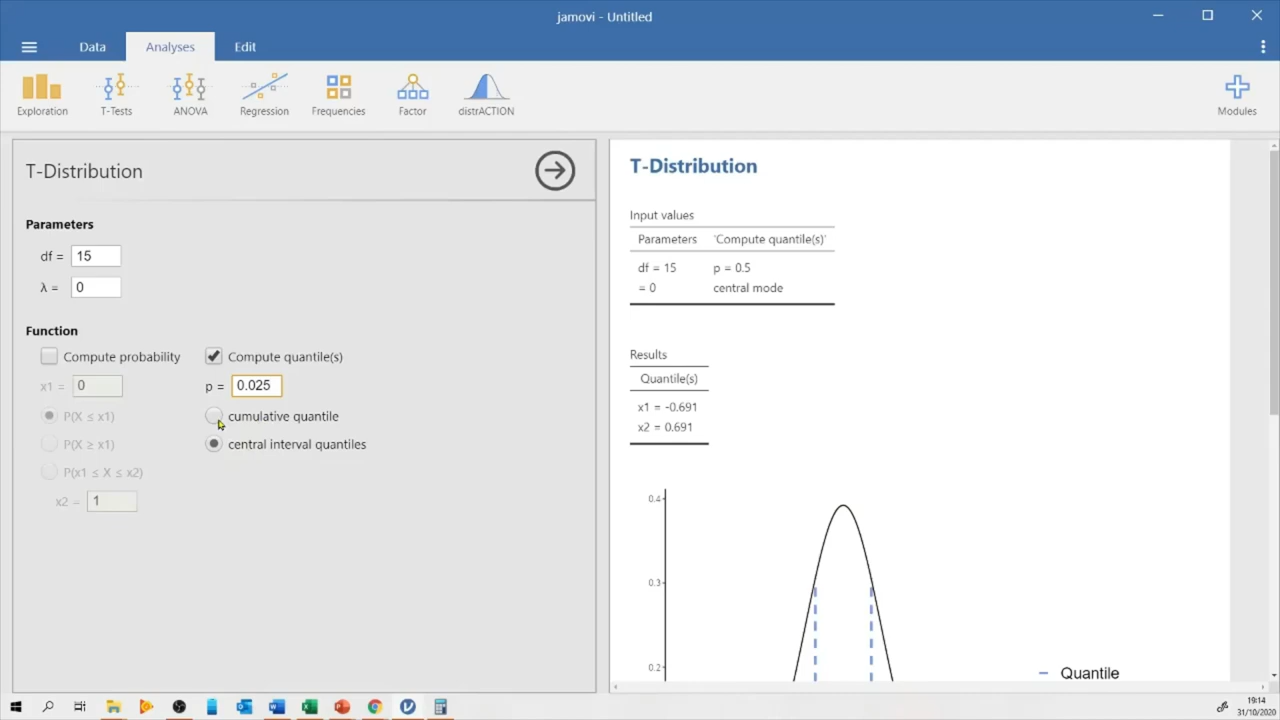 jamovi - Untitled
Data Analyses Edit
Exploration T-Tests ANOVA Regression Frequencies Factor distrACTION Modules
T-Distribution
Parameters
df = 15
λ = 0
Function
Compute probability Compute quantile(s)
x1 = 0 p = 0.025
P(X ≤ x1) cumulative quantile
P(X ≥ x1) central interval quantiles
P(x1 ≤ X ≤ x2)
x2 = 1
T-Distribution
Input values
Parameters 'Compute quantile(s)'
df = 15 p = 0.5
= 0 central mode
Results
Quantile(s)
x1 = -0.691
x2 = 0.691
0.4
0.3
0.2
Quantile
19:14
31/10/2020